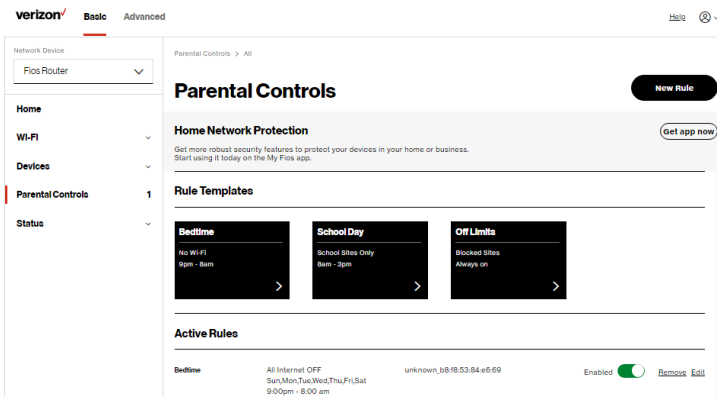 verizon Basic Advanced Help
Network Device
Fios Router
Home
Wi-Fi
Devices
Parental Controls 1
Status
Parental Controls > All
Parental Controls
New Rule
Home Network Protection
Get app now
Get more robust security features to protect your devices in your home or business.
Start using it today on the My Fios app.
Rule Templates
Bedtime
No Wi-Fi
9pm - 8am
School Day
School Sites Only
8am - 3pm
Off Limits
Blocked Sites
Always on
Active Rules
Bedtime All Internet OFF unknown_b8:f8:53:84:e6:69 Enabled Remove Edit
Sun,Mon,Tue,Wed,Thu,Fri,Sat
9:00pm - 8:00 am